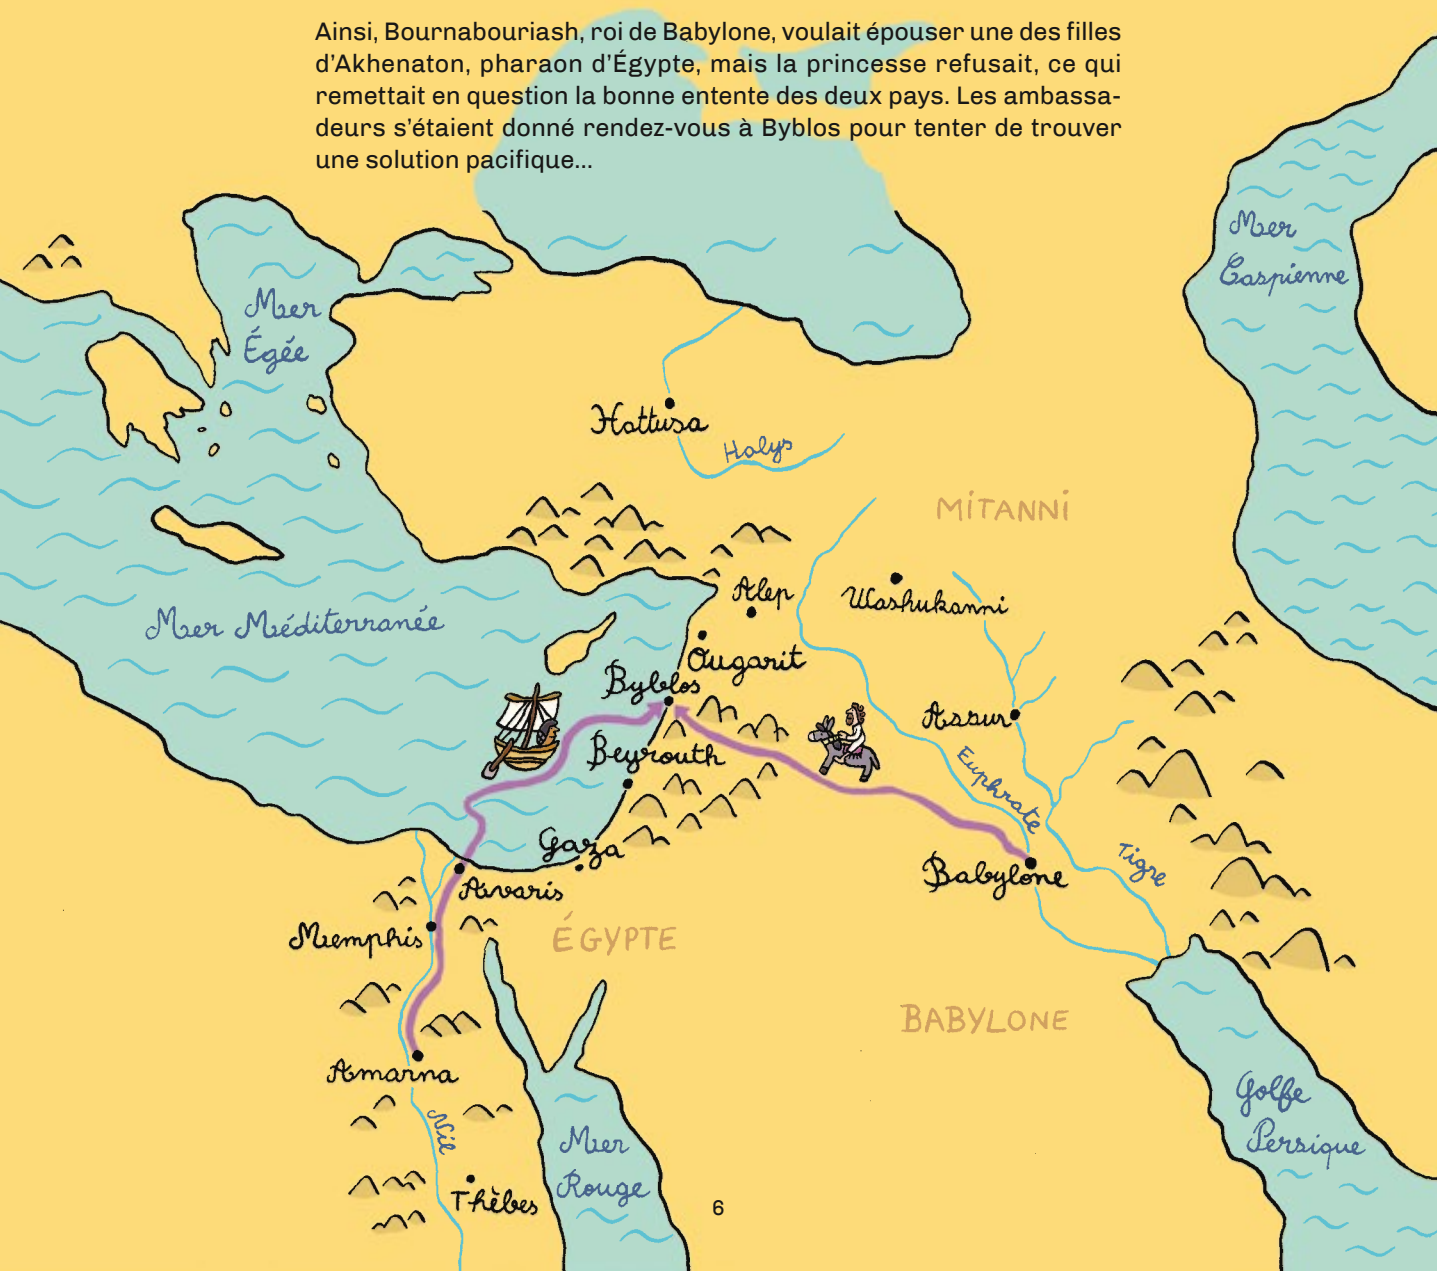 Ainsi, Bournabouriash, roi de Babylone, voulait épouser une des filles
d'Akhenaton, pharaon d'Égypte, mais la princesse refusait, ce qui
remettait en question la bonne entente des deux pays. Les ambassa-
deurs s'étaient donné rendez-vous à Byblos pour tenter de trouver
une solution pacifique...
Mer
Caspienne
Mer
Égée
Hattusa
Halys
MITANNI
Alep
Washukanni
Mer Méditerranée
Ougarit
Byblos
Assur
Beyrouth
Euphrate
Gaza
Tigre
Babylone
Avaris
Memphis
ÉGYPTE
BABYLONE
Amarna
Golfe
Persique
Nil
Mer
Rouge
Thèbes
6